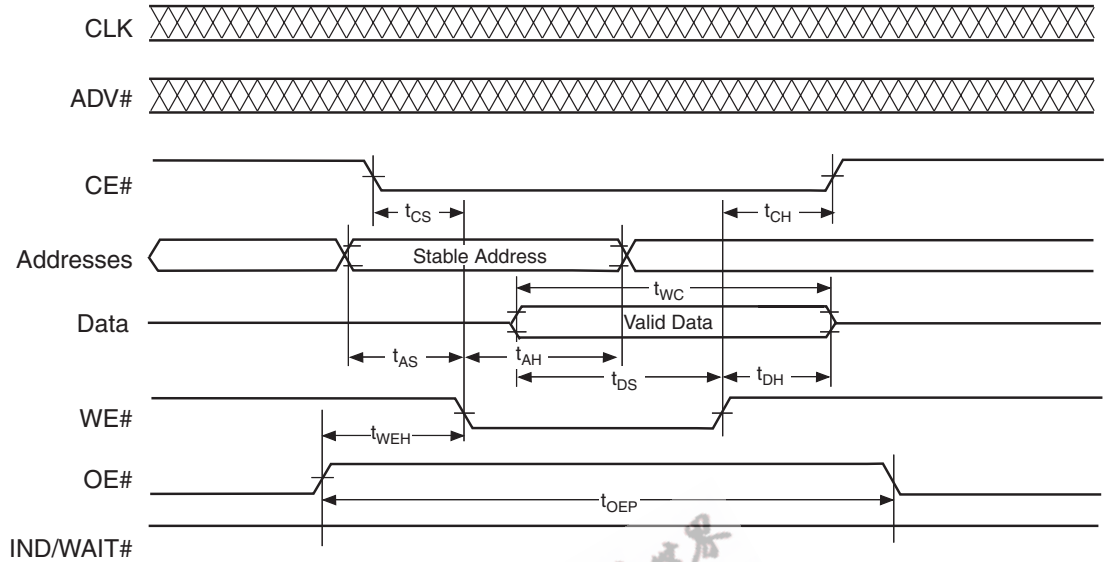 CLK
ADV#
CE#
tCS
tCH
Addresses
Stable Address
tWC
Data
Valid Data
tAS
tAH
tDS
tDH
WE#
tWEH
OE#
tOEP
IND/WAIT#